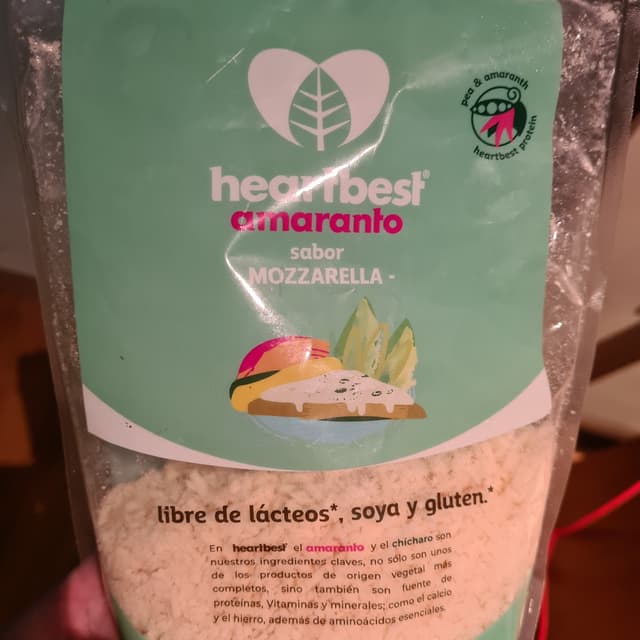 pea & amaranth
heartbest protein
heartbest®
amaranto
sabor
MOZZARELLA -
libre de lácteos*, soya y gluten.*
En heartbest® el amaranto y el chícharo son
nuestros ingredientes claves, no sólo son unos
de los productos de origen vegetal más
completos, sino también son fuente de
proteínas, Vitaminas y minerales; como el calcio
y el hierro, además de aminoácidos esenciales.